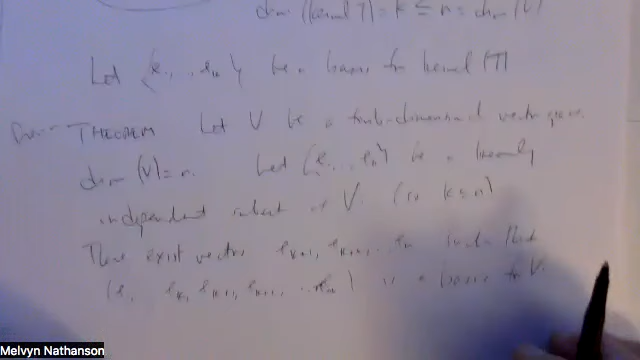 dim (kernel T) = k ≤ n = dim (V)
Let {e1, ..., ek} be a basis for kernel (T)
THEOREM Let V be a finite-dimensional vector space.
dim (V) = n. Let {e1, ..., ek} be a linearly
independent subset of V. (so k ≤ n)
There exist vectors ek+1, ek+2, ... en such that
{e1, ek, ek+1, ek+2, ... en} is a basis for V.
Melvyn Nathanson